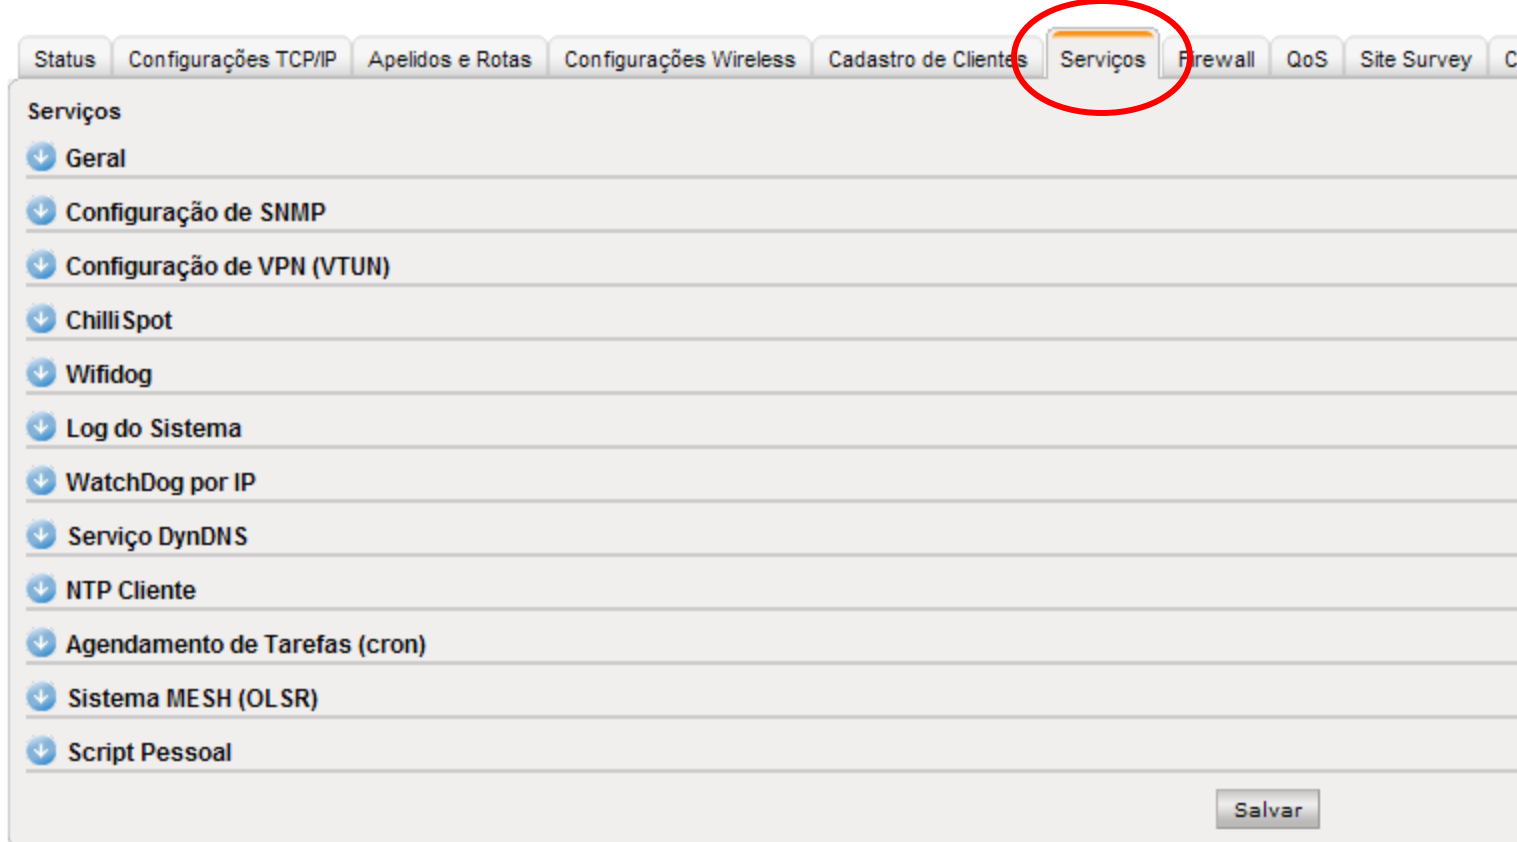 Status Configurações TCP/IP Apelidos e Rotas Configurações Wireless Cadastro de Clientes Serviços Firewall QoS Site Survey C
Serviços
Geral
Configuração de SNMP
Configuração de VPN (VTUN)
ChilliSpot
Wifidog
Log do Sistema
WatchDog por IP
Serviço DynDNS
NTP Cliente
Agendamento de Tarefas (cron)
Sistema MESH (OLSR)
Script Pessoal
Salvar